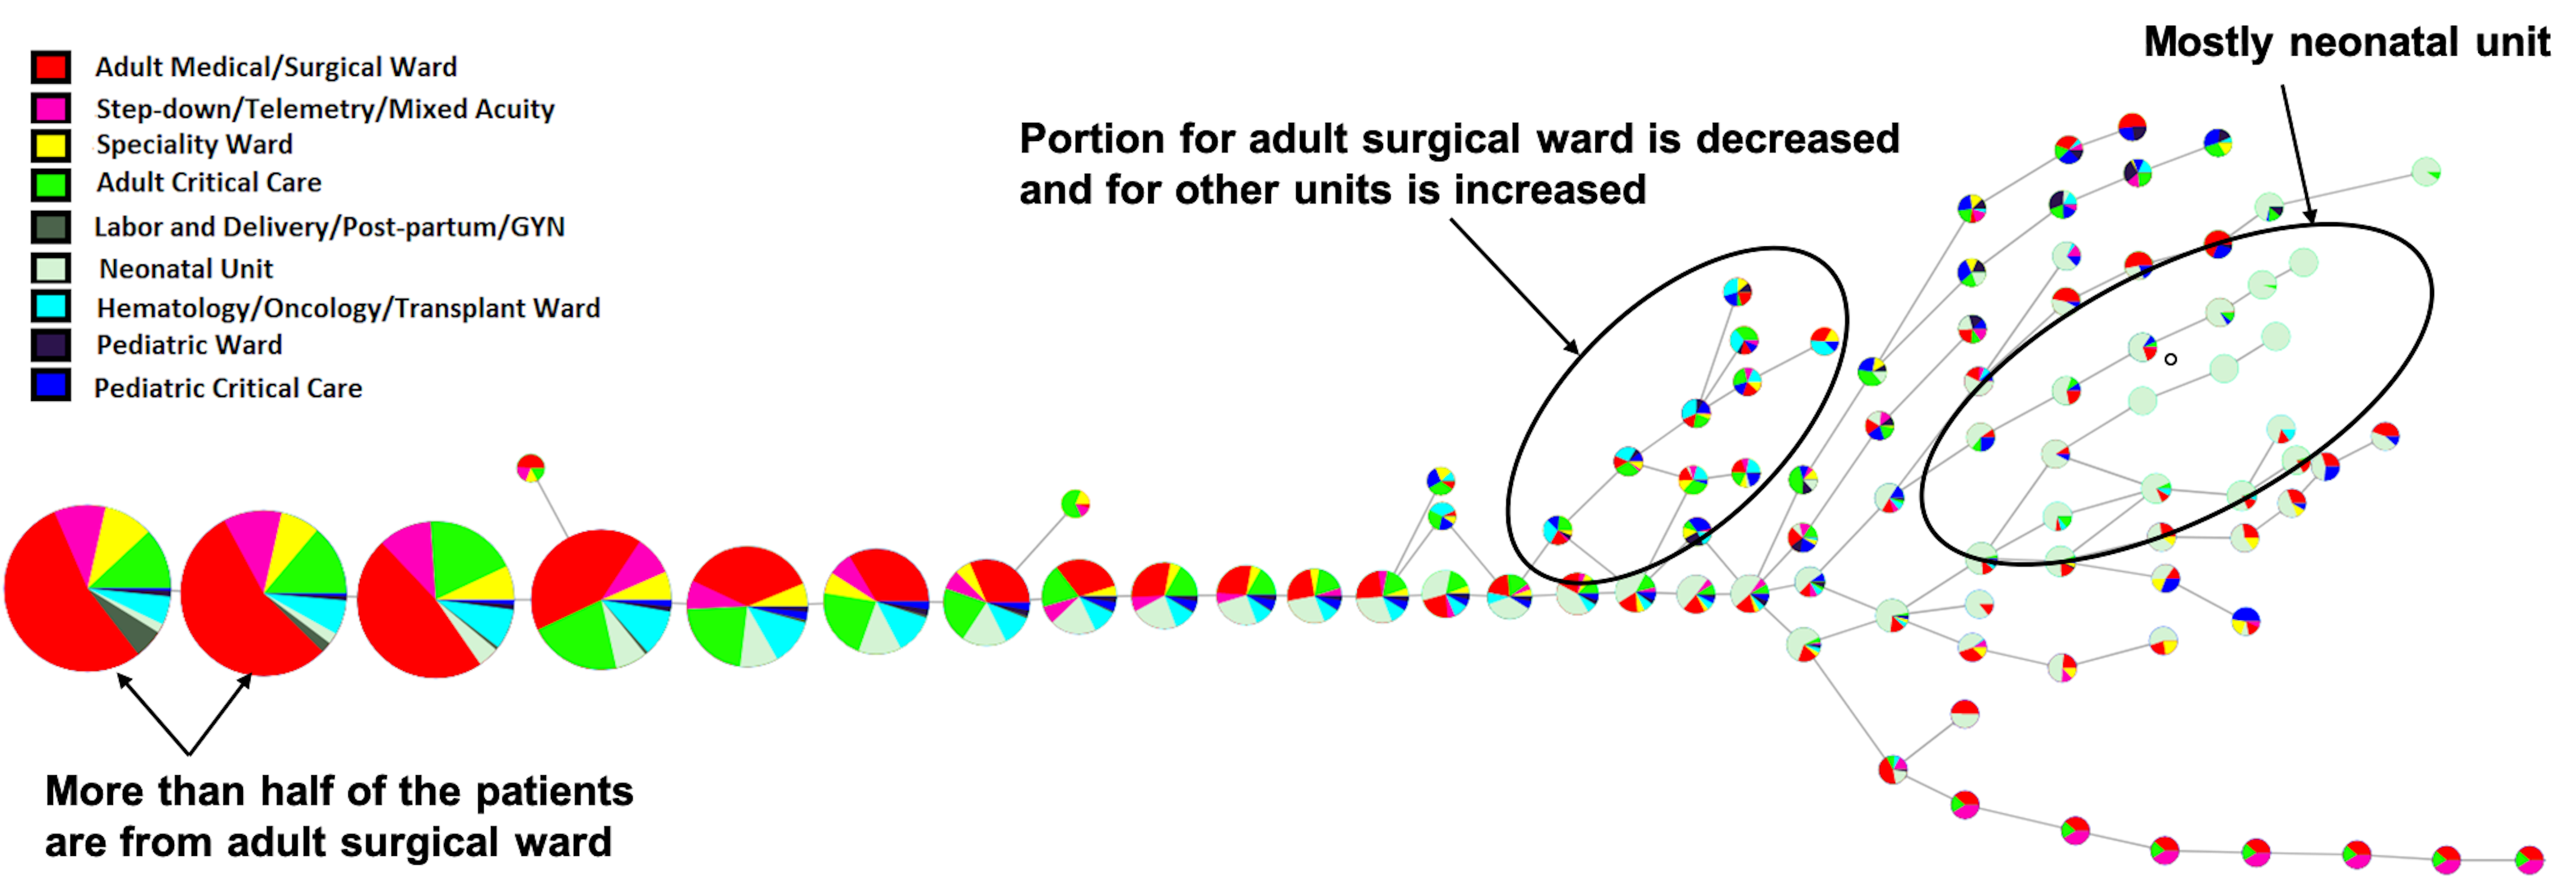 Adult Medical/Surgical Ward
Step-down/Telemetry/Mixed Acuity
Speciality Ward
Adult Critical Care
Labor and Delivery/Post-partum/GYN
Neonatal Unit
Hematology/Oncology/Transplant Ward
Pediatric Ward
Pediatric Critical Care
Mostly neonatal unit
Portion for adult surgical ward is decreased
and for other units is increased
More than half of the patients
are from adult surgical ward